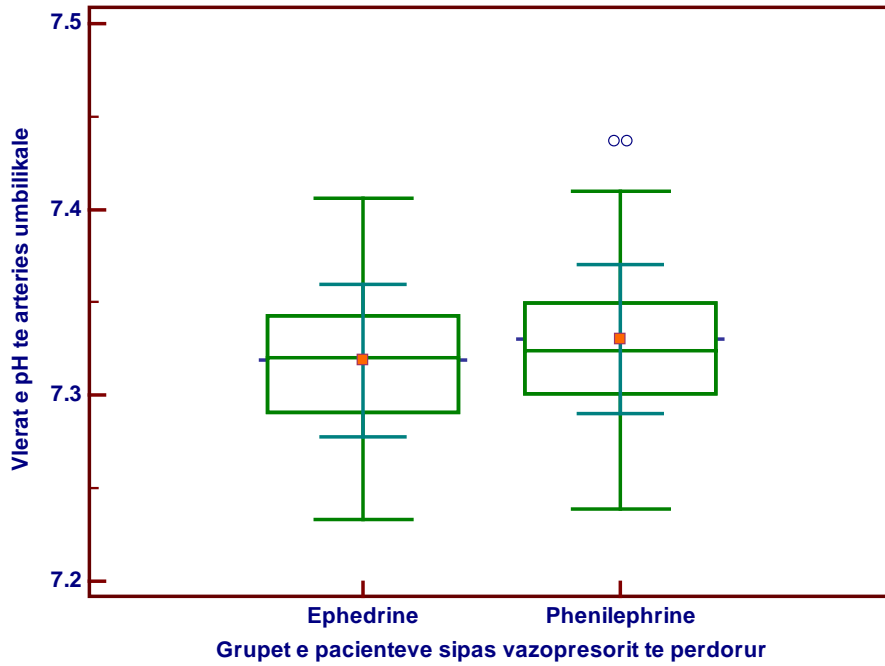 Vlerat e pH te arteries umbilikale
7.5
7.4
7.3
7.2
Ephedrine
Phenilephrine
Grupet e pacienteve sipas vazopresorit te perdorur